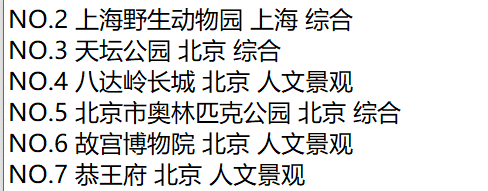 NO.2 上海野生动物园 上海 综合
NO.3 天坛公园 北京 综合
NO.4 八达岭长城 北京 人文景观
NO.5 北京市奥林匹克公园 北京 综合
NO.6 故宫博物院 北京 人文景观
NO.7 恭王府 北京 人文景观